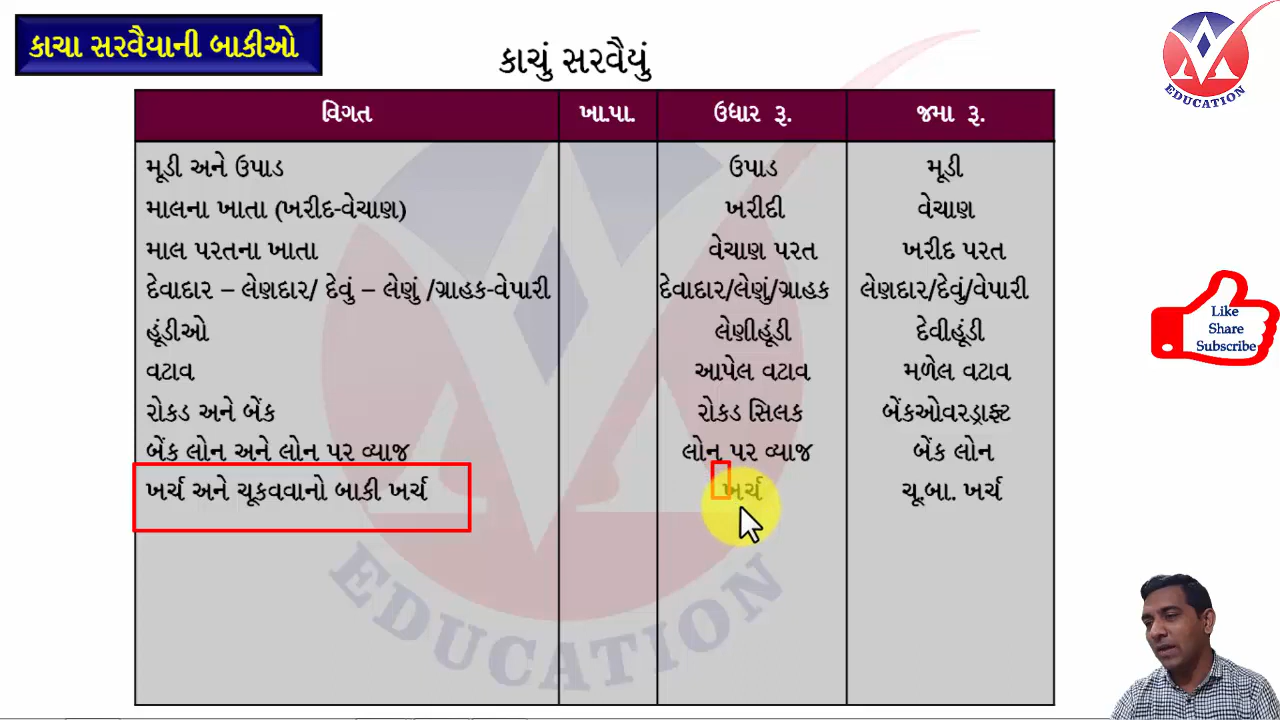 કાચા સરવૈયાની બાકીઓ
કાચું સરવૈયું
EDUCATION
વિગત ખા.પા. ઉધાર રૂ. જમા રૂ.
મૂડી અને ઉપાડ ઉપાડ મૂડી
માલના ખાતા (ખરીદ-વેચાણ) ખરીદી વેચાણ
માલ પરતના ખાતા વેચાણ પરત ખરીદ પરત
દેવાદાર – લેણદાર/ દેવું – લેણું /ગ્રાહક-વેપારી દેવાદાર/લેણું/ગ્રાહક લેણદાર/દેવું/વેપારી
હૂંડીઓ લેણીહૂંડી દેવીહૂંડી
વટાવ આપેલ વટાવ મળેલ વટાવ
રોકડ અને બેંક રોકડ સિલક બેંકઓવરડ્રાફ્ટ
બેંક લોન અને લોન પર વ્યાજ લોન પર વ્યાજ બેંક લોન
ખર્ચ અને ચૂકવવાનો બાકી ખર્ચ ખર્ચ ચૂ.બા. ખર્ચ
Like
Share
Subscribe
EDUCATION